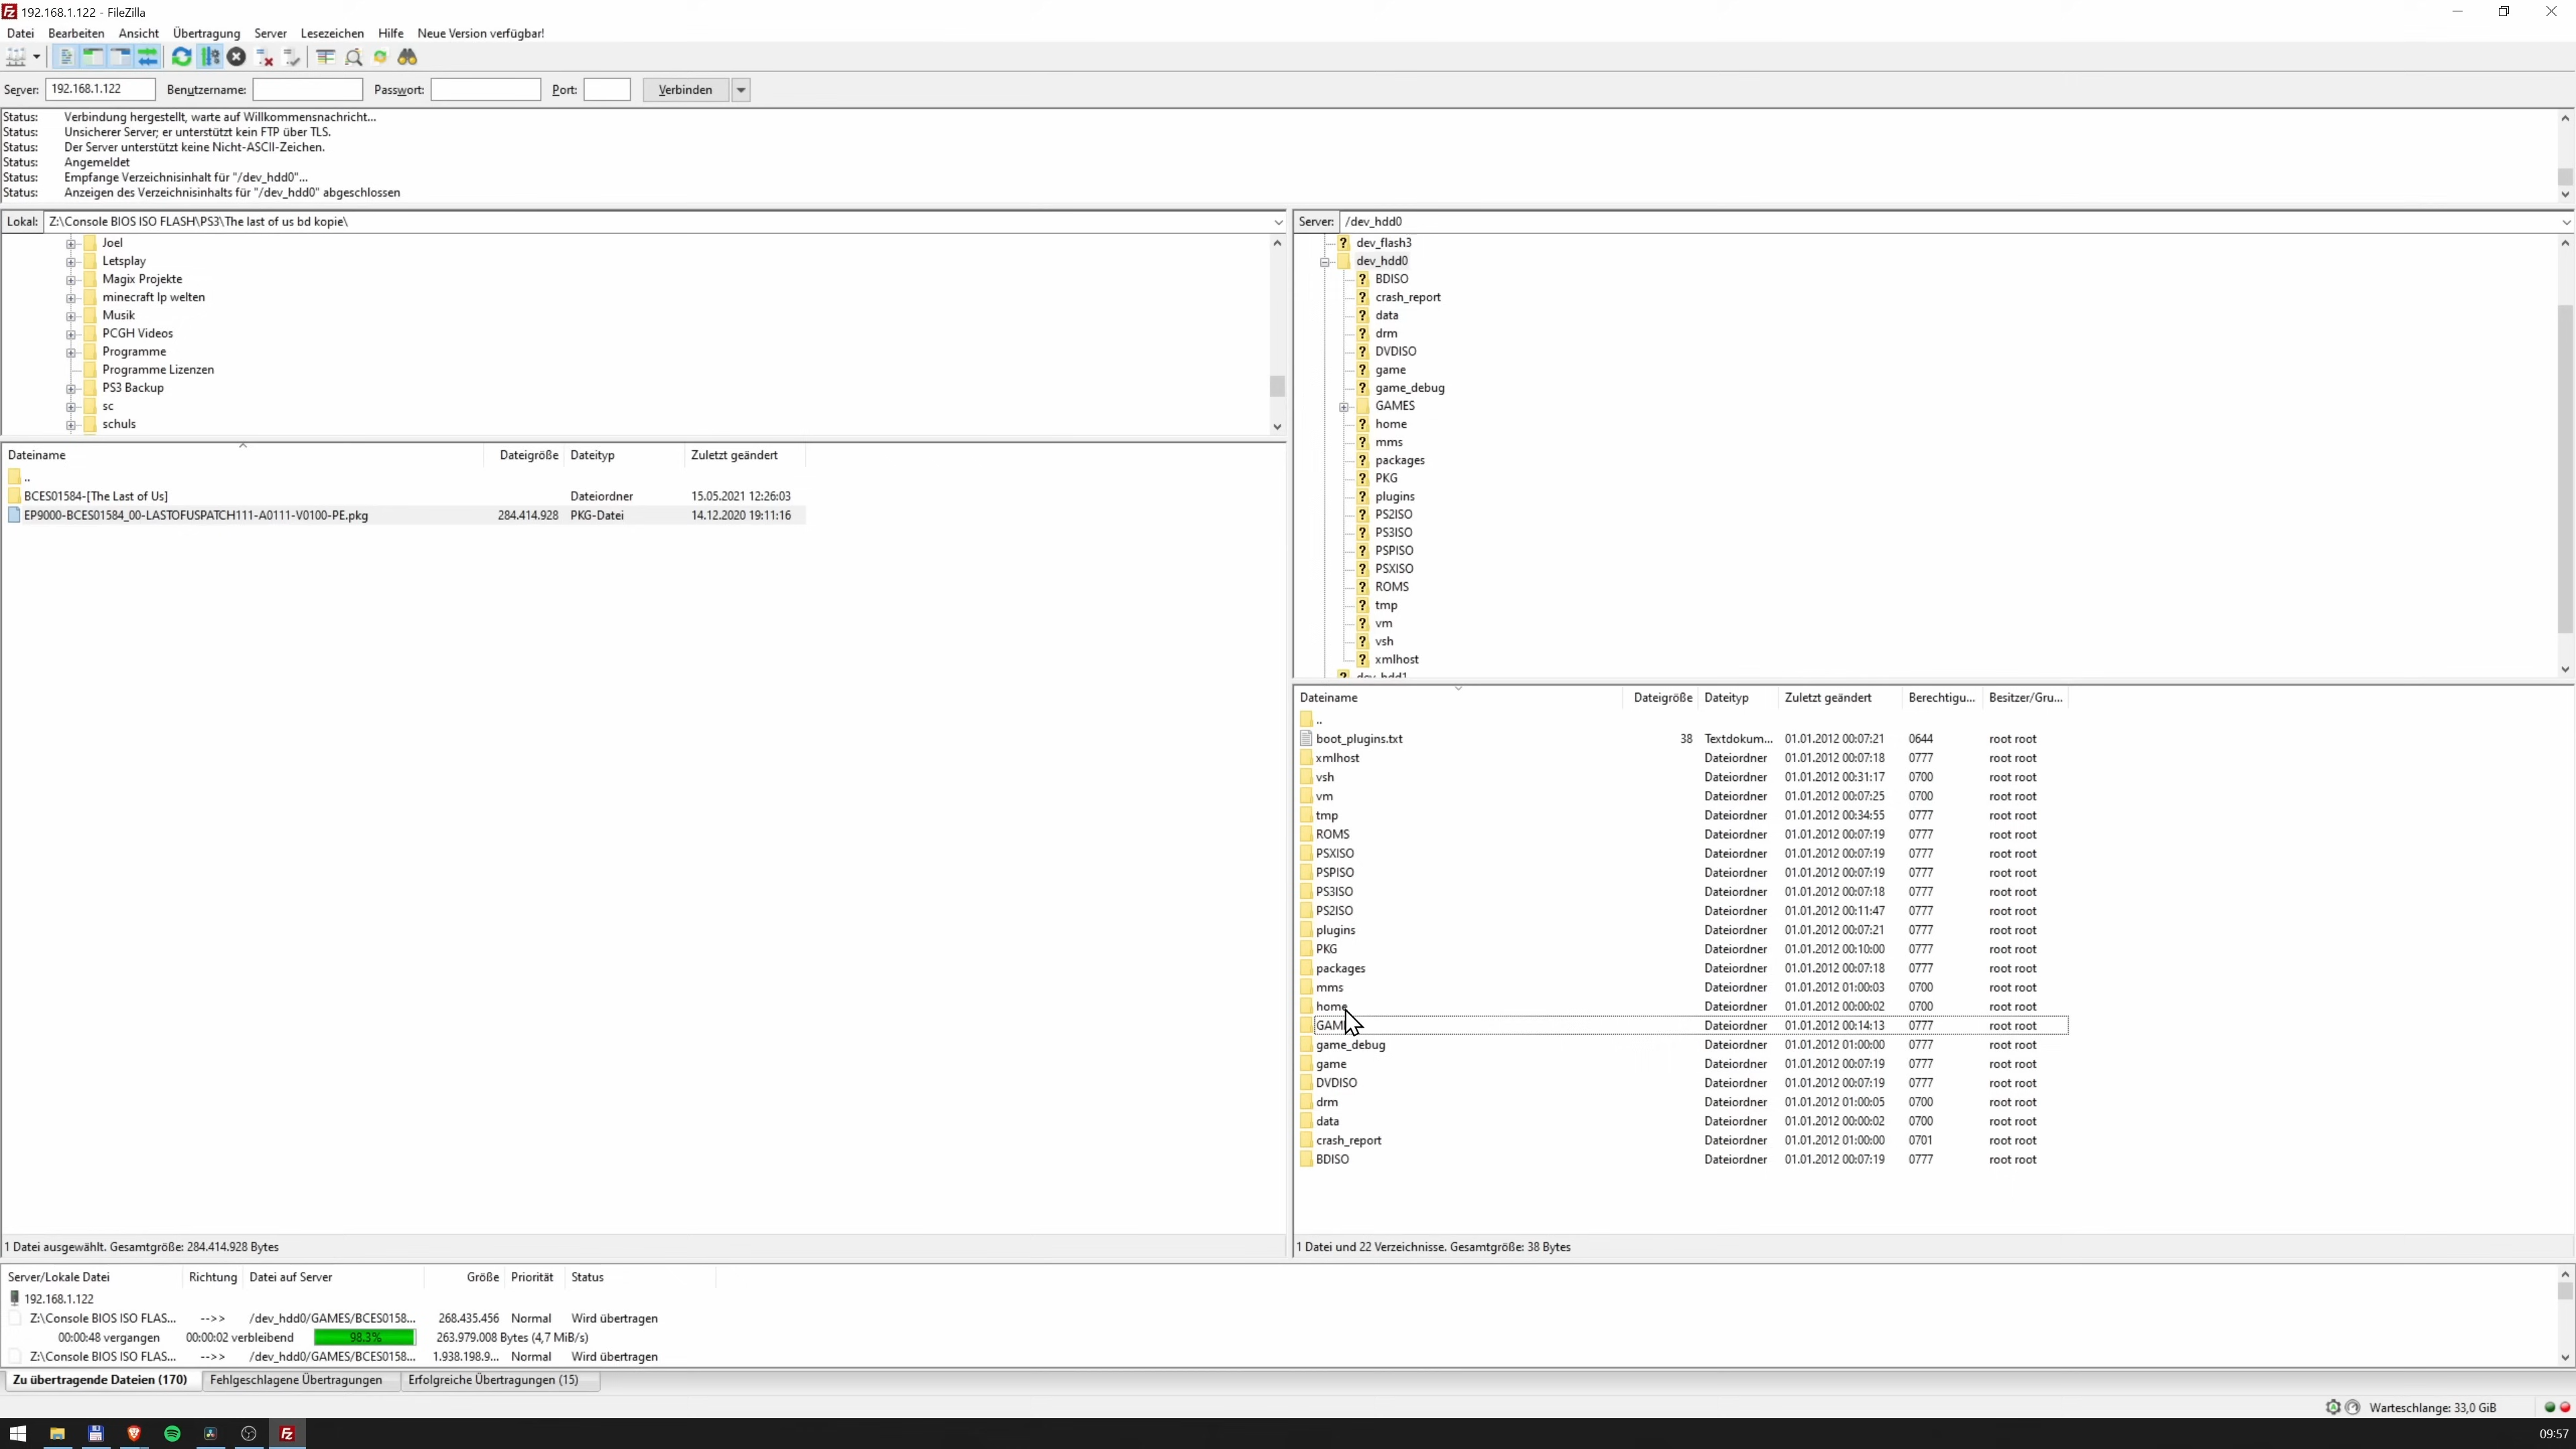 192.168.1.122 - FileZilla
Datei Bearbeiten Ansicht Übertragung Server Lesezeichen Hilfe Neue Version verfügbar!
Server: 192.168.1.122 Benutzername: Passwort: Port: Verbinden
Status: Verbindung hergestellt, warte auf Willkommensnachricht...
Status: Unsicherer Server; er unterstützt kein FTP über TLS.
Status: Der Server unterstützt keine Nicht-ASCII-Zeichen.
Status: Angemeldet
Status: Empfange Verzeichnisinhalt für "/dev_hdd0"...
Status: Anzeigen des Verzeichnisinhalts für "/dev_hdd0" abgeschlossen
Lokal: Z:\Console BIOS ISO FLASH\PS3\The last of us bd kopie\
Joel
Letsplay
Magix Projekte
minecraft lp welten
Musik
PCGH Videos
Programme
Programme Lizenzen
PS3 Backup
sc
schuls
Dateiname Dateigröße Dateityp Zuletzt geändert
..
BCES01584-[The Last of Us] Dateiordner 15.05.2021 12:26:03
EP9000-BCES01584_00-LASTOFUSPATCH111-A0111-V0100-PE.pkg 284.414.928 PKG-Datei 14.12.2020 19:11:16
1 Datei ausgewählt. Gesamtgröße: 284.414.928 Bytes
Server: /dev_hdd0
dev_flash3
dev_hdd0
BDISO
crash_report
data
drm
DVDISO
game
game_debug
GAMES
home
mms
packages
PKG
plugins
PS2ISO
PS3ISO
PSPISO
PSXISO
ROMS
tmp
vm
vsh
xmlhost
dev_hdd1
Dateiname Dateigröße Dateityp Zuletzt geändert Berechtigu... Besitzer/Gru...
..
boot_plugins.txt 38 Textdokum... 01.01.2012 00:07:21 0644 root root
xmlhost Dateiordner 01.01.2012 00:07:18 0777 root root
vsh Dateiordner 01.01.2012 00:31:17 0700 root root
vm Dateiordner 01.01.2012 00:07:25 0700 root root
tmp Dateiordner 01.01.2012 00:34:55 0777 root root
ROMS Dateiordner 01.01.2012 00:07:19 0777 root root
PSXISO Dateiordner 01.01.2012 00:07:19 0777 root root
PSPISO Dateiordner 01.01.2012 00:07:19 0777 root root
PS3ISO Dateiordner 01.01.2012 00:07:18 0777 root root
PS2ISO Dateiordner 01.01.2012 00:11:47 0777 root root
plugins Dateiordner 01.01.2012 00:07:21 0777 root root
PKG Dateiordner 01.01.2012 00:10:00 0777 root root
packages Dateiordner 01.01.2012 00:07:18 0777 root root
mms Dateiordner 01.01.2012 01:00:03 0700 root root
home Dateiordner 01.01.2012 00:00:02 0700 root root
GAM Dateiordner 01.01.2012 00:14:13 0777 root root
game_debug Dateiordner 01.01.2012 01:00:00 0777 root root
game Dateiordner 01.01.2012 00:07:19 0777 root root
DVDISO Dateiordner 01.01.2012 00:07:19 0777 root root
drm Dateiordner 01.01.2012 01:00:05 0700 root root
data Dateiordner 01.01.2012 00:00:02 0700 root root
crash_report Dateiordner 01.01.2012 01:00:00 0701 root root
BDISO Dateiordner 01.01.2012 00:07:19 0777 root root
1 Datei und 22 Verzeichnisse. Gesamtgröße: 38 Bytes
Server/Lokale Datei Richtung Datei auf Server Größe Priorität Status
192.168.1.122
Z:\Console BIOS ISO FLAS... -->> /dev_hdd0/GAMES/BCES0158... 268.435.456 Normal Wird übertragen
00:00:48 vergangen 00:00:02 verbleibend 98.3% 263.979.008 Bytes (4,7 MiB/s)
Z:\Console BIOS ISO FLAS... -->> /dev_hdd0/GAMES/BCES0158... 1.938.198.9... Normal Wird übertragen
Zu übertragende Dateien (170) Fehlgeschlagene Übertragungen Erfolgreiche Übertragungen (15)
Warteschlange: 33,0 GiB
09:57